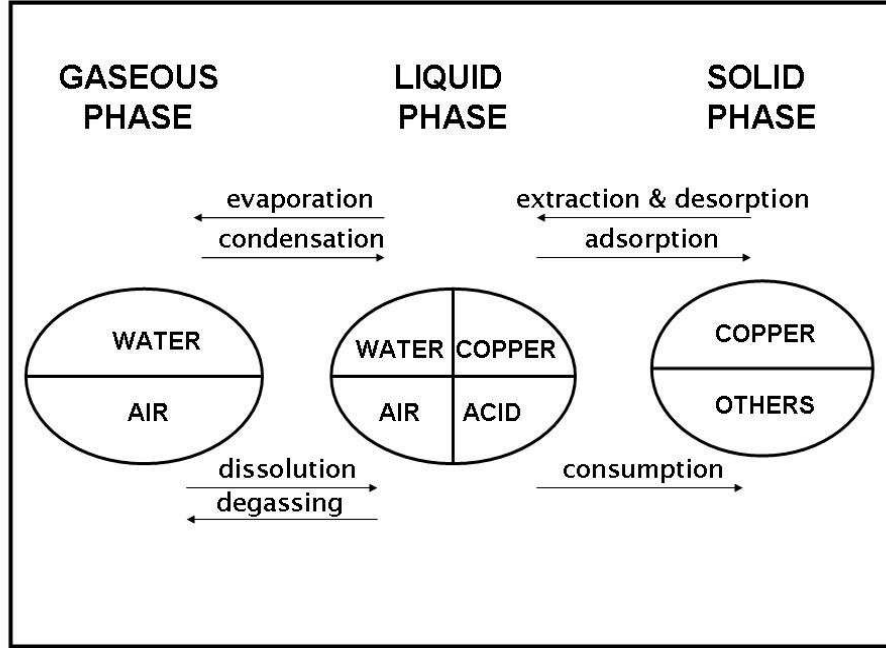 GASEOUS
PHASE
LIQUID
PHASE
SOLID
PHASE
evaporation
condensation
extraction & desorption
adsorption
WATER
AIR
WATER
COPPER
AIR
ACID
COPPER
OTHERS
dissolution
degassing
consumption